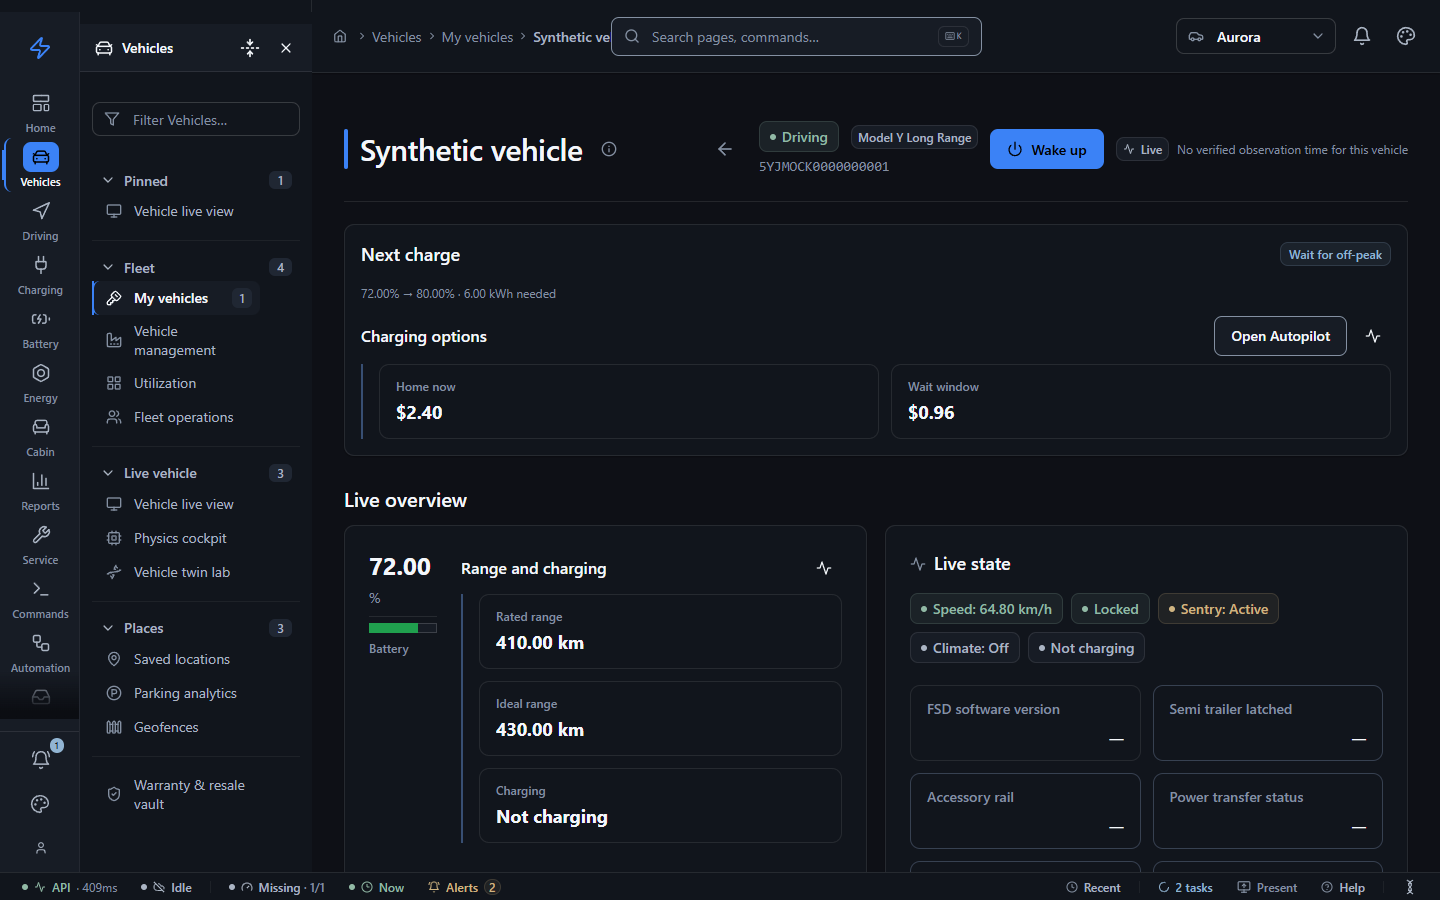 Home
Vehicles
Driving
Charging
Battery
Energy
Cabin
Reports
Service
Commands
Automation
1
Vehicles
Filter Vehicles...
Pinned 1
Vehicle live view
Fleet 4
My vehicles 1
Vehicle
management
Utilization
Fleet operations
Live vehicle 3
Vehicle live view
Physics cockpit
Vehicle twin lab
Places 3
Saved locations
Parking analytics
Geofences
Warranty & resale
vault
Vehicles > My vehicles > Synthetic ve
Search pages, commands... K
Aurora
Synthetic vehicle
Driving
Model Y Long Range
5YJMOCK0000000001
Wake up
Live
No verified observation time for this vehicle
Next charge
Wait for off-peak
72.00% → 80.00% · 6.00 kWh needed
Charging options
Open Autopilot
Home now
$2.40
Wait window
$0.96
Live overview
72.00
%
Battery
Range and charging
Rated range
410.00 km
Ideal range
430.00 km
Charging
Not charging
Live state
Speed: 64.80 km/h
Locked
Sentry: Active
Climate: Off
Not charging
FSD software version
—
Semi trailer latched
—
Accessory rail
—
Power transfer status
—
API · 409ms
Idle
Missing · 1/1
Now
Alerts 2
Recent
2 tasks
Present
Help